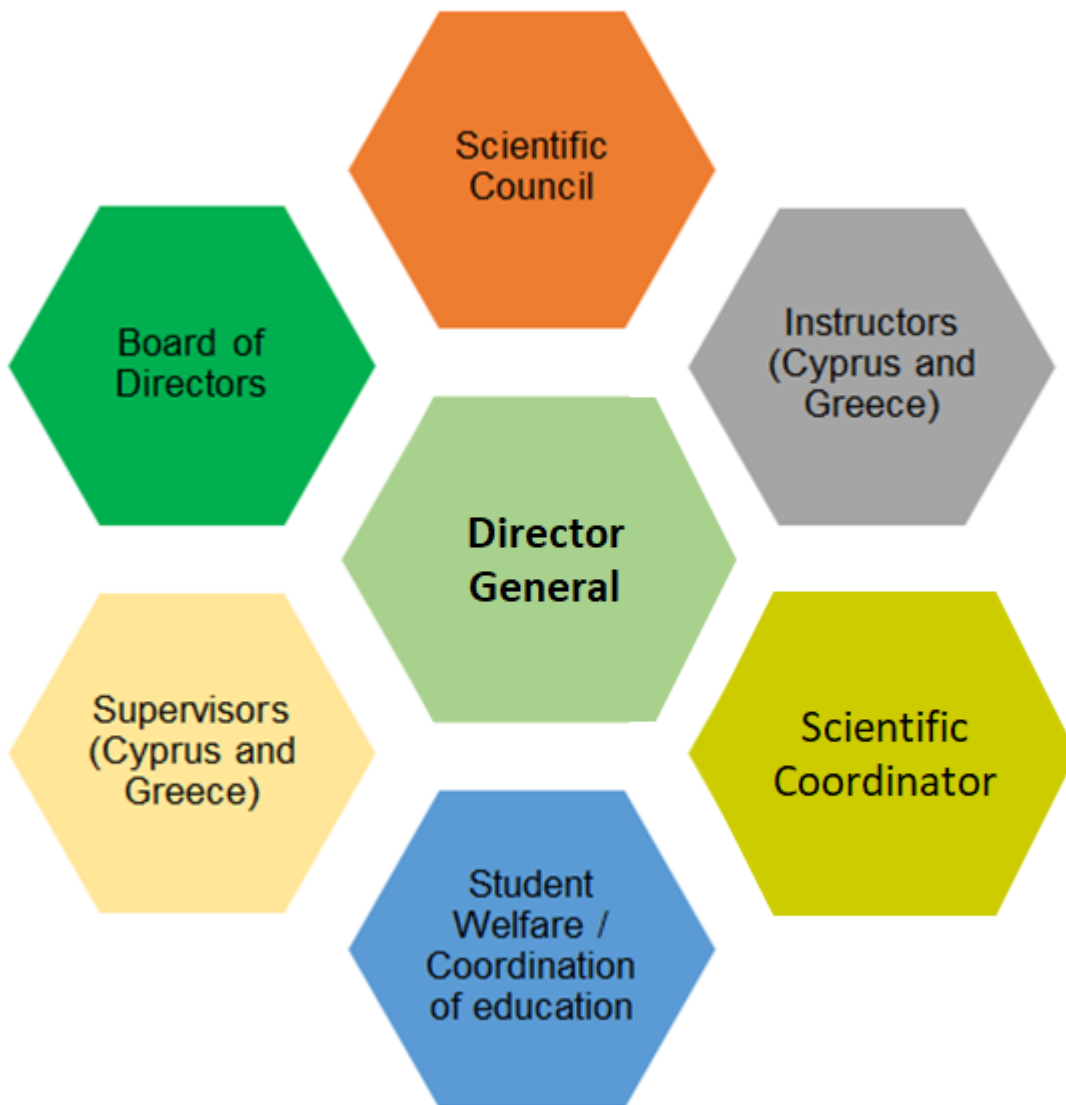 Scientific
Council
Board of
Directors
Instructors
(Cyprus and
Greece)
Director
General
Supervisors
(Cyprus and
Greece)
Scientific
Coordinator
Student
Welfare /
Coordination
of education